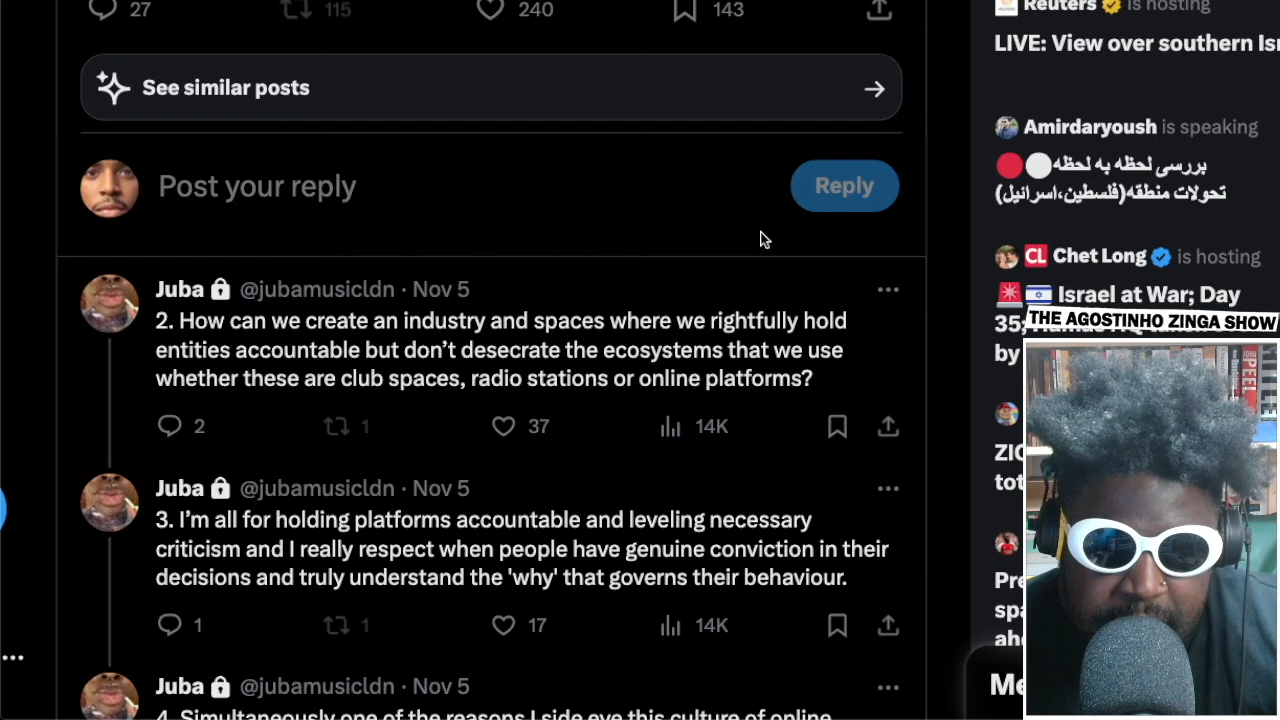 27 115 240 143
See similar posts
Post your reply
Reply
Juba @jubamusicldn · Nov 5
2. How can we create an industry and spaces where we rightfully hold
entities accountable but don’t desecrate the ecosystems that we use
whether these are club spaces, radio stations or online platforms?
2 1 37 14K
Juba @jubamusicldn · Nov 5
3. I’m all for holding platforms accountable and leveling necessary
criticism and I really respect when people have genuine conviction in their
decisions and truly understand the 'why' that governs their behaviour.
1 1 17 14K
Juba @jubamusicldn · Nov 5
4. Simultaneously one of the reasons I side eye this culture of online
Reuters is hosting
LIVE: View over southern Isr
Amirdaryoush is speaking
بررسی لحظه به لحظه
تحولات منطقه(فلسطین،اسرائیل)
CL Chet Long is hosting
Israel at War; Day
35;
by
ZIO
tot
Pre
spa
ahe
Me
THE AGOSTINHO ZINGA SHOW